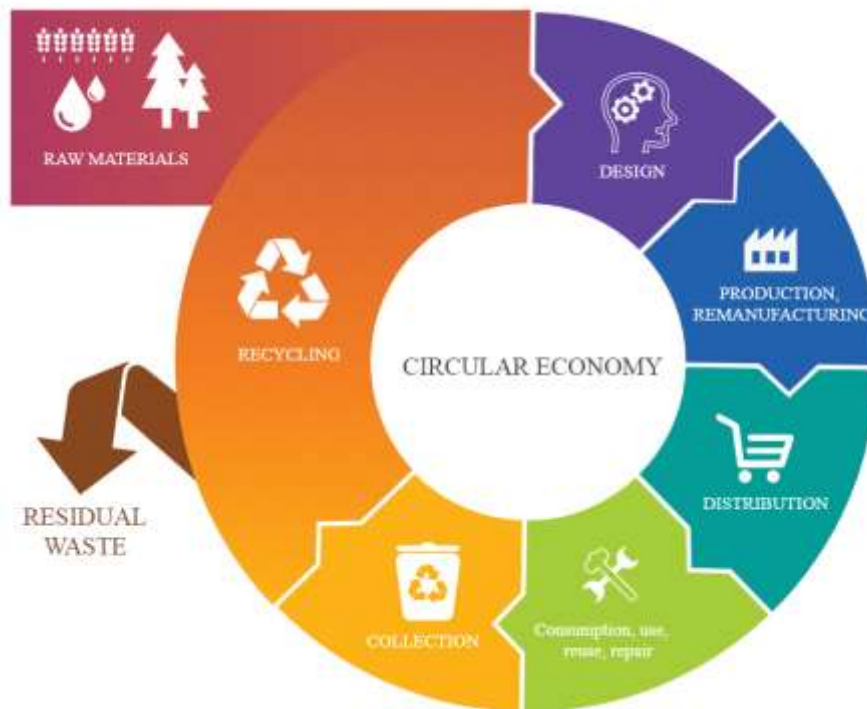 RAW MATERIALS
DESIGN
PRODUCTION,
REMANUFACTURING
RECYCLING
CIRCULAR ECONOMY
DISTRIBUTION
RESIDUAL
WASTE
COLLECTION
Consumption, use,
reuse, repair